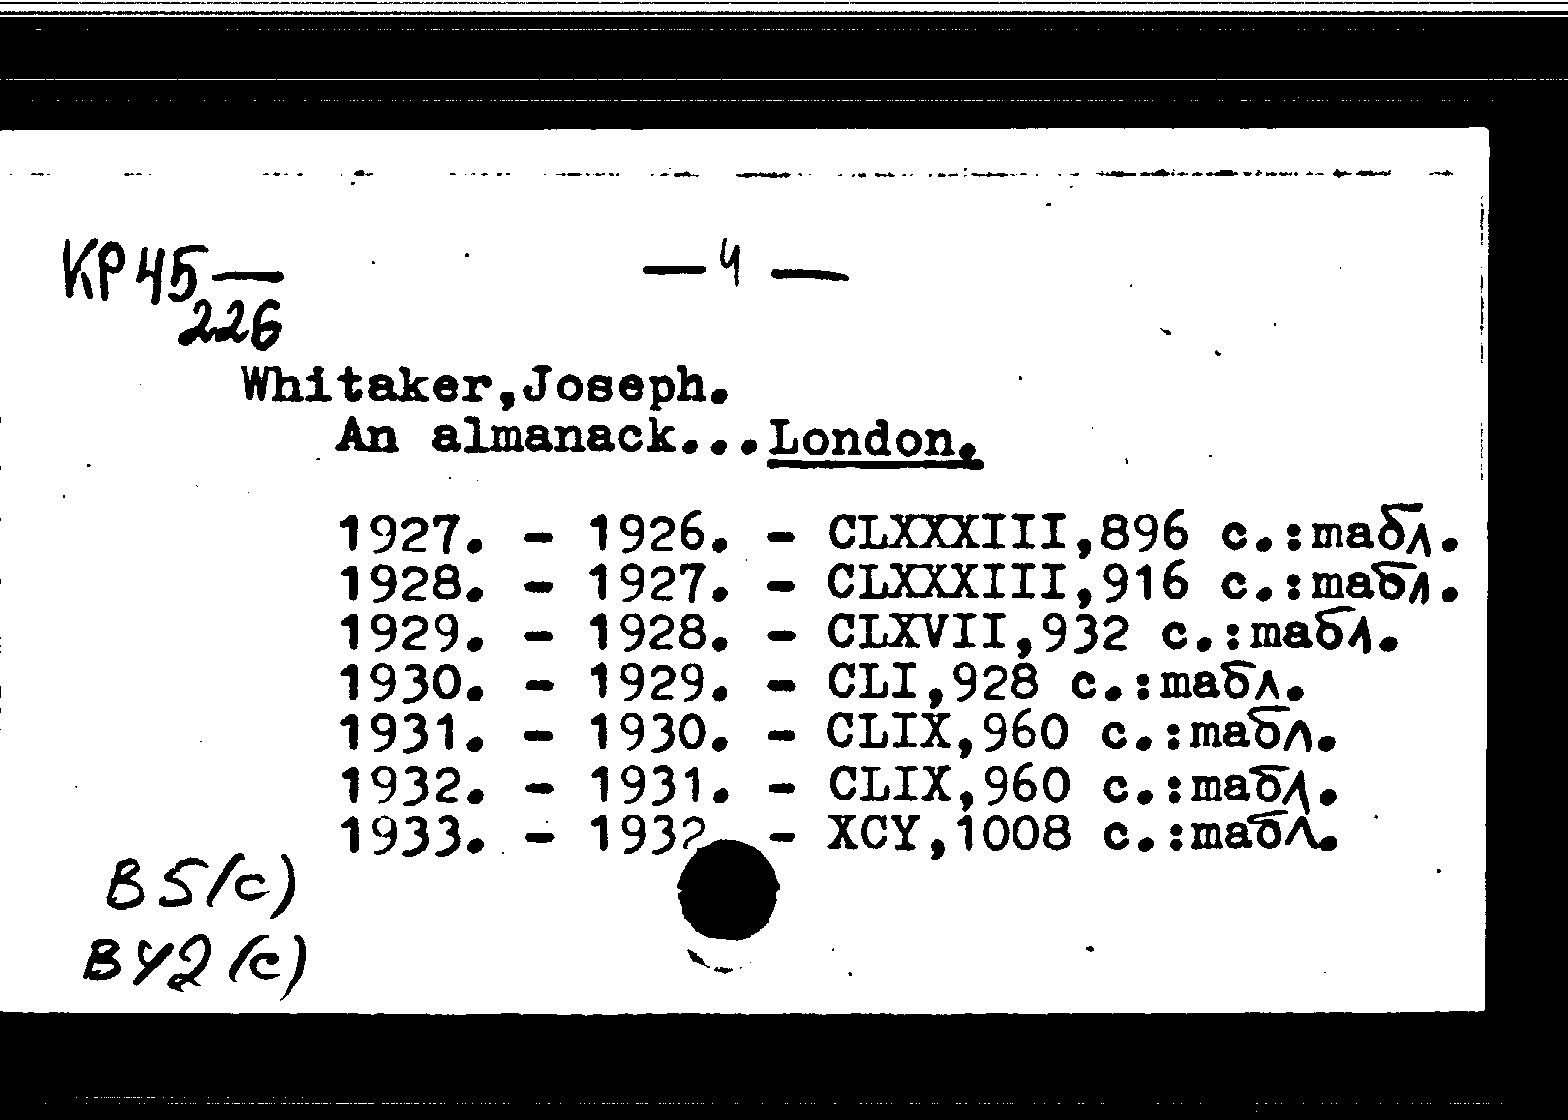 КР45— —4—
226
Whitaker,Joseph.
An almanack...London.
1927. - 1926. - CLXXXIII,896 c.:табл.
1928. - 1927. - CLXXXIII,916 c.:табл.
1929. - 1928. - CLXVII,932 c.:табл.
1930. - 1929. - CLI,928 c.:табл.
1931. - 1930. - CLIX,960 c.:табл.
1932. - 1931. - CLIX,960 c.:табл.
1933. - 1932 - XCY,1008 c.:табл.
В5/с)
ВУ2(с)